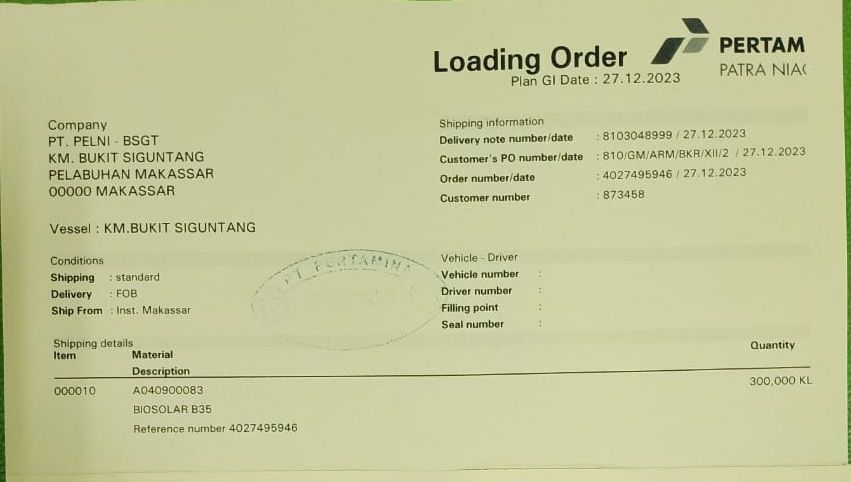 Loading Order
Plan GI Date : 27.12.2023
PERTAM
PATRA NIA
Company
PT. PELNI - BSGT
KM. BUKIT SIGUNTANG
PELABUHAN MAKASSAR
00000 MAKASSAR
Vessel : KM.BUKIT SIGUNTANG
Shipping information
Delivery note number/date : 8103048999 / 27.12.2023
Customer's PO number/date : 810/GM/ARM/BKR/XII/2 / 27.12.2023
Order number/date : 4027495946 / 27.12.2023
Customer number : 873458
Conditions
Shipping : standard
Delivery : FOB
Ship From : Inst. Makassar
PT. PERTAMINA
Vehicle - Driver
Vehicle number :
Driver number :
Filling point :
Seal number :
Shipping details
Item Material Quantity
Description
000010 A040900083 300,000 KL
BIOSOLAR B35
Reference number 4027495946